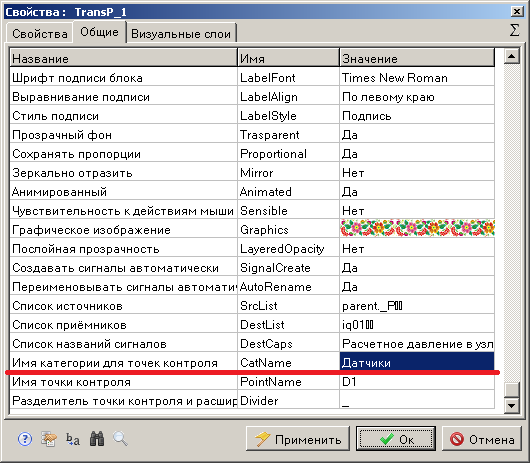 Свойства: TransP_1
Свойства Общие Визуальные слои Σ
Название Имя Значение
Шрифт подписи блока LabelFont Times New Roman
Выравнивание подписи LabelAlign По левому краю
Стиль подписи LabelStyle Подпись
Прозрачный фон Trasparent Да
Сохранять пропорции Proportional Да
Зеркально отразить Mirror Нет
Анимированный Animated Да
Чувствительность к действиям мыши Sensible Нет
Графическое изображение Graphics
Послойная прозрачность LayeredOpacity Нет
Создавать сигналы автоматически SignalCreate Да
Переименовывать сигналы автомати AutoRename Да
Список источников SrcList parent._P
Список приёмников DestList iq01
Список названий сигналов DestCaps Расчетное давление в узл
Имя категории для точек контроля CatName Датчики
Имя точки контроля PointName D1
Разделитель точки контроля и расшир Divider _
Применить Ок Отмена